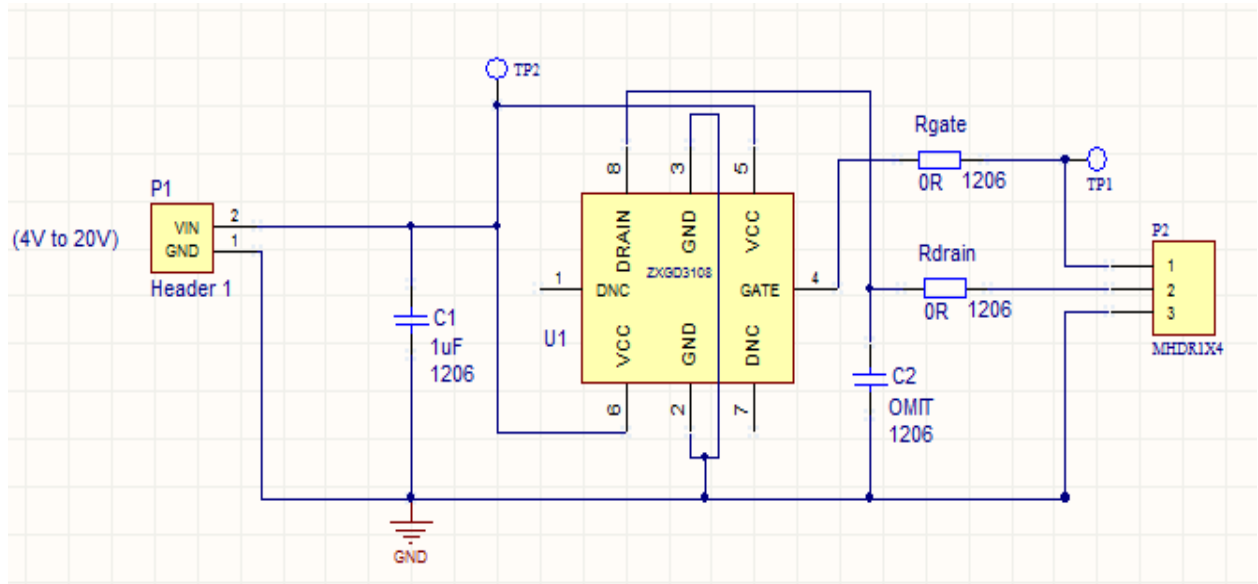 TP2
P1
(4V to 20V)
VIN 2
GND 1
Header 1
C1
1uF
1206
GND
8
3
5
DRAIN
GND
VCC
ZXGD3108
1
DNC
GATE
4
U1
VCC
GND
DNC
6
2
7
Rgate
0R 1206
TP1
Rdrain
0R 1206
C2
OMIT
1206
P2
1
2
3
MHDR1X4